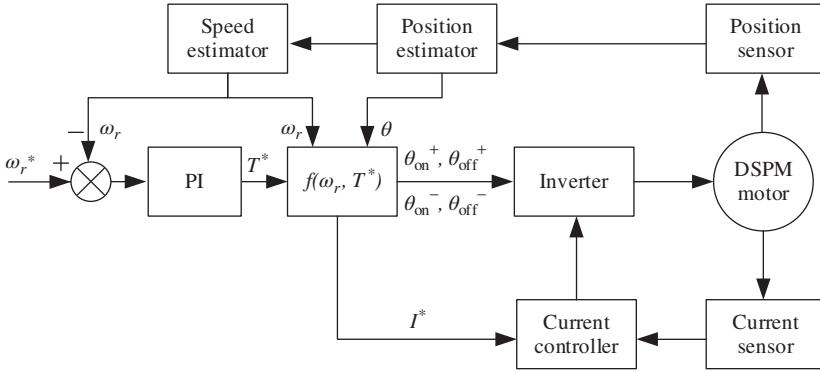 Speed
estimator
Position
estimator
Position
sensor
− ω_r
ω_r
θ
ω_r* +
PI
T*
f(ω_r, T*)
θ_on⁺, θ_off⁺
θ_on⁻, θ_off⁻
Inverter
DSPM
motor
I*
Current
controller
Current
sensor